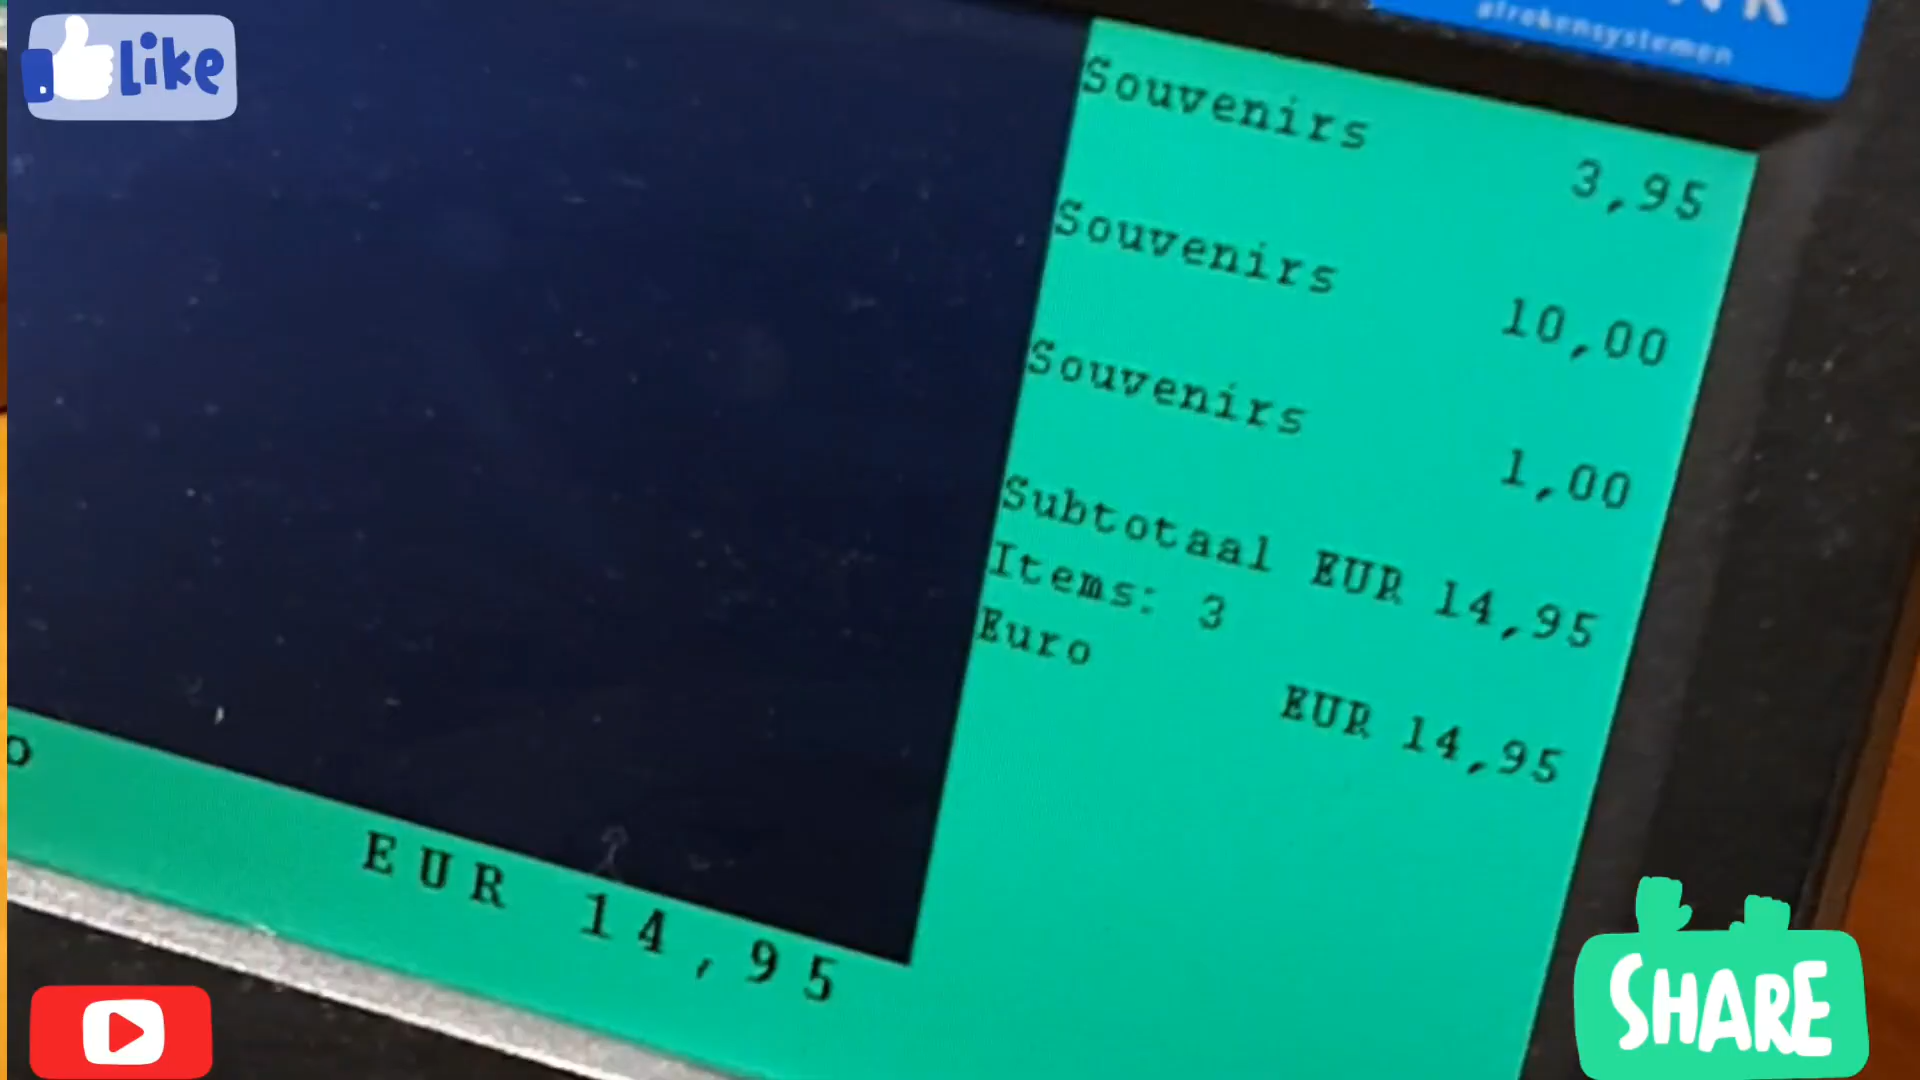 Like
afrekensystemen
Souvenirs
3,95
Souvenirs
10,00
Souvenirs
1,00
Subtotaal EUR 14,95
Items: 3
Euro
EUR 14,95
o
EUR 14,95
SHARE